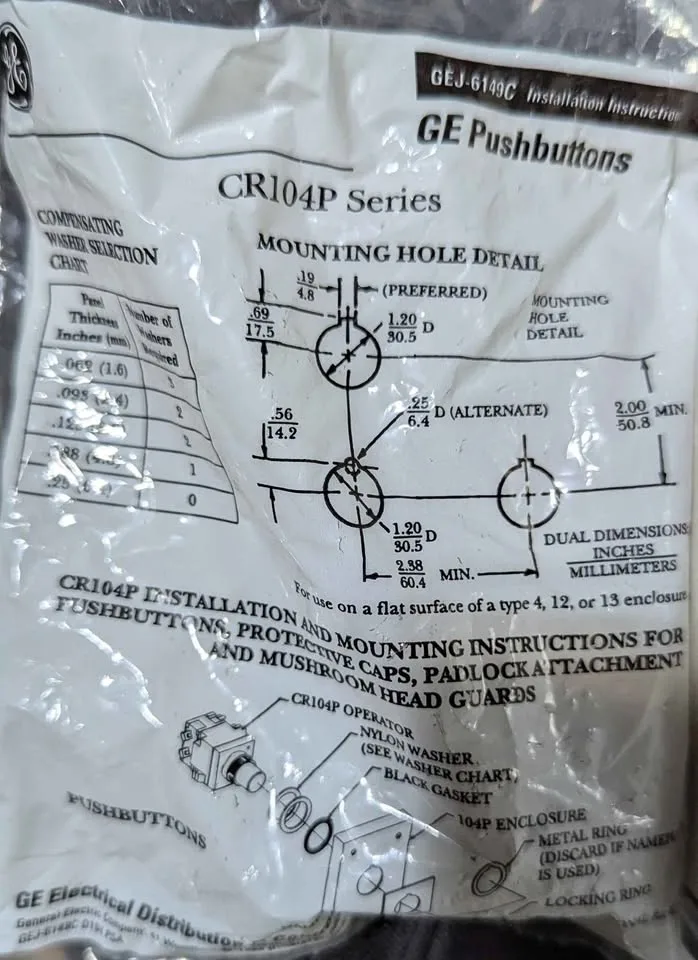 GEJ-6149C Installation Instruction
GE Pushbuttons
CR104P Series
COMPENSATING
WASHER SELECTION
CHART
Panel
Thickness
Inches (mm)
Number of
Washers
Required
.062 (1.6)
3
.093
2
2
1
0
MOUNTING HOLE DETAIL
.19
4.8
(PREFERRED)
.69
17.5
1.20
30.5
D
MOUNTING
HOLE
DETAIL
.56
14.2
.25
6.4
D (ALTERNATE)
2.00
50.8
MIN.
1.20
30.5
D
2.38
60.4
MIN.
DUAL DIMENSIONS:
INCHES
MILLIMETERS
For use on a flat surface of a type 4, 12, or 13 enclosure
CR104P INSTALLATION AND MOUNTING INSTRUCTIONS FOR
PUSHBUTTONS, PROTECTIVE CAPS, PADLOCK ATTACHMENT
AND MUSHROOM HEAD GUARDS
CR104P OPERATOR
NYLON WASHER
(SEE WASHER CHART)
BLACK GASKET
104P ENCLOSURE
METAL RING
(DISCARD IF NAMEP
IS USED)
LOCKING RING
PUSHBUTTONS
GE Electrical Distribution
General Electric Company